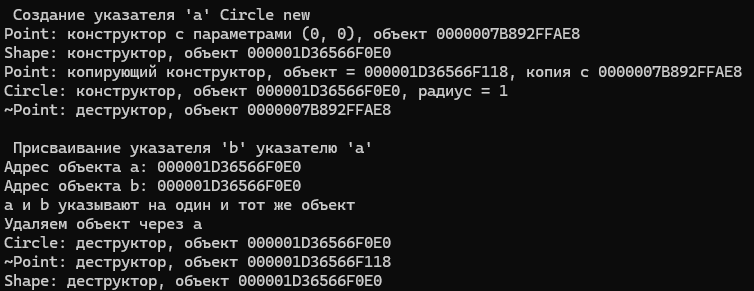 Создание указателя 'a' Circle new
Point: конструктор с параметрами (0, 0), объект 0000007B892FFAE8
Shape: конструктор, объект 000001D36566F0E0
Point: копирующий конструктор, объект = 000001D36566F118, копия с 0000007B892FFAE8
Circle: конструктор, объект 000001D36566F0E0, радиус = 1
~Point: деструктор, объект 0000007B892FFAE8
Присваивание указателя 'b' указателю 'a'
Адрес объекта a: 000001D36566F0E0
Адрес объекта b: 000001D36566F0E0
a и b указывают на один и тот же объект
Удаляем объект через a
Circle: деструктор, объект 000001D36566F0E0
~Point: деструктор, объект 000001D36566F118
Shape: деструктор, объект 000001D36566F0E0